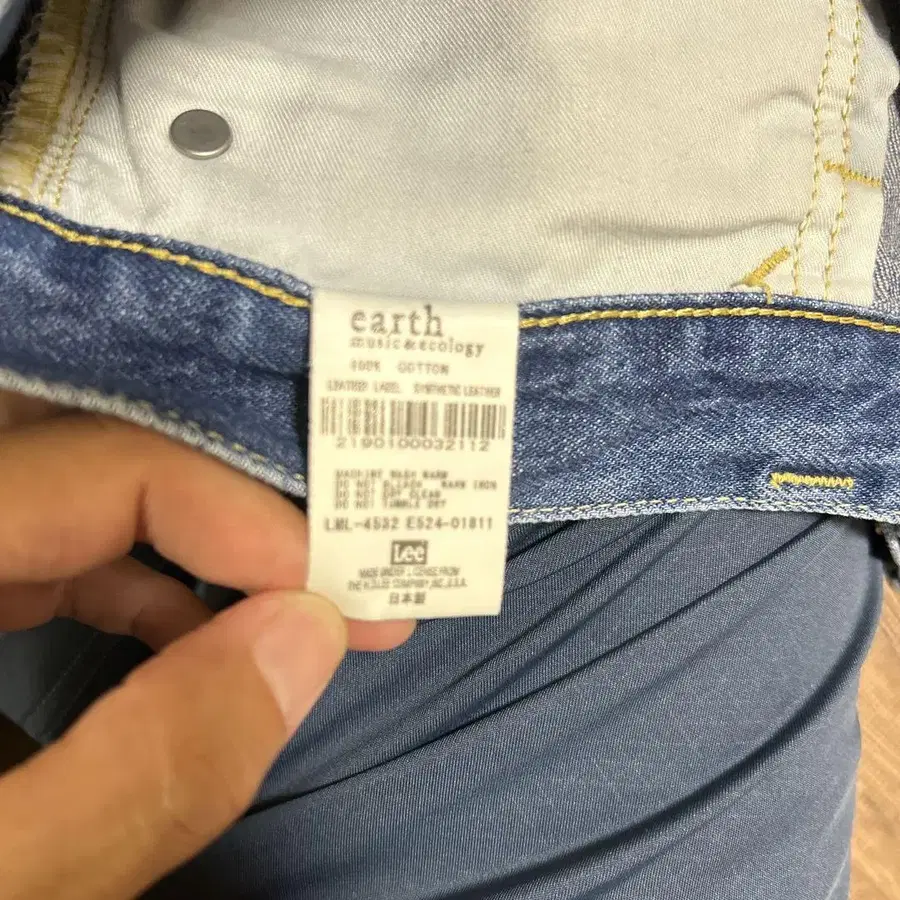 earth
music&ecology
100% COTTON
LEATHER LABEL SYNTHETIC LEATHER
2190100032112
MACHINE WASH WARM
DO NOT BLEACH WARM IRON
DO NOT DRY CLEAN
DO NOT TUMBLE DRY
LML-4532 E524-01811
Lee
MADE UNDER LICENSE FROM
THE H.D.LEE COMPANY, INC., U.S.A.
日本製